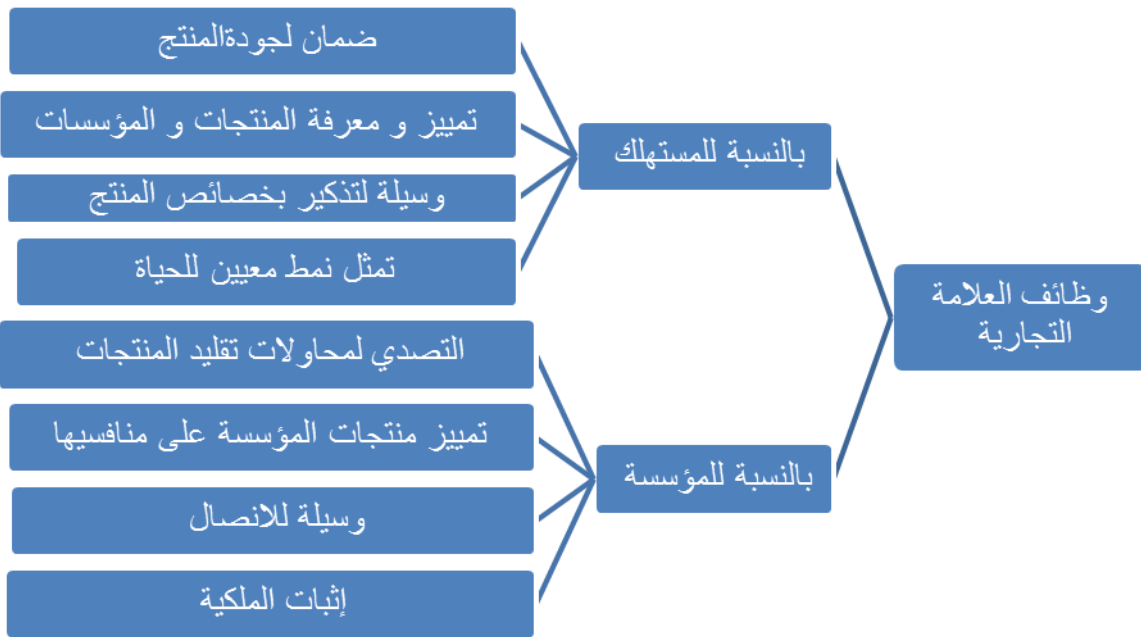 وظائف العلامة
التجارية
بالنسبة للمستهلك
ضمان لجودةالمنتج
تمييز و معرفة المنتجات و المؤسسات
وسيلة لتذكير بخصائص المنتج
تمثل نمط معيين للحياة
بالنسبة للمؤسسة
التصدي لمحاولات تقليد المنتجات
تمييز منتجات المؤسسة على منافسيها
وسيلة للانصال
إثبات الملكية